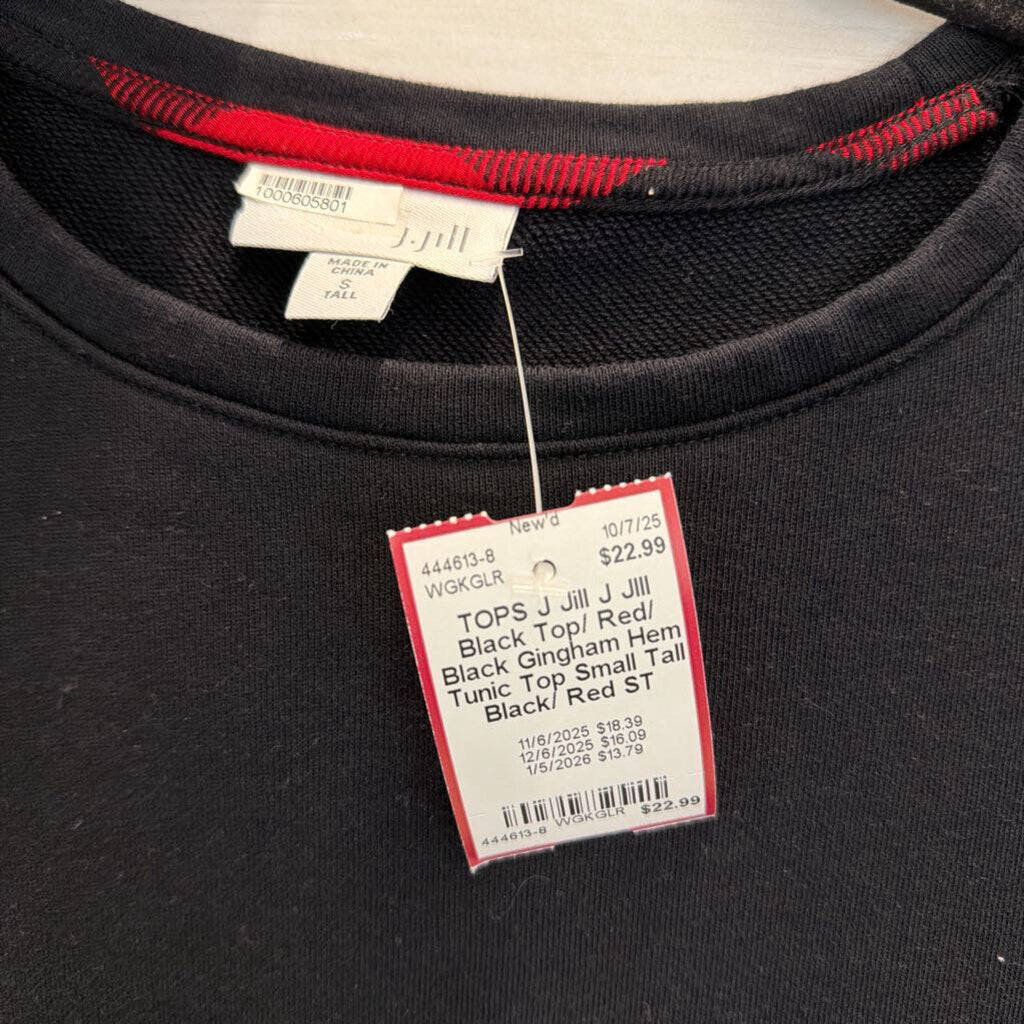 1000605801
J.Jill
MADE IN
CHINA
S
TALL
New'd
10/7/25
444613-8
$22.99
WGKGLR
TOPS J Jill J JIll
Black Top/ Red/
Black Gingham Hem
Tunic Top Small Tall
Black/ Red ST
11/6/2025 $18.39
12/6/2025 $16.09
1/5/2026 $13.79
444613-8 WGKGLR $22.99